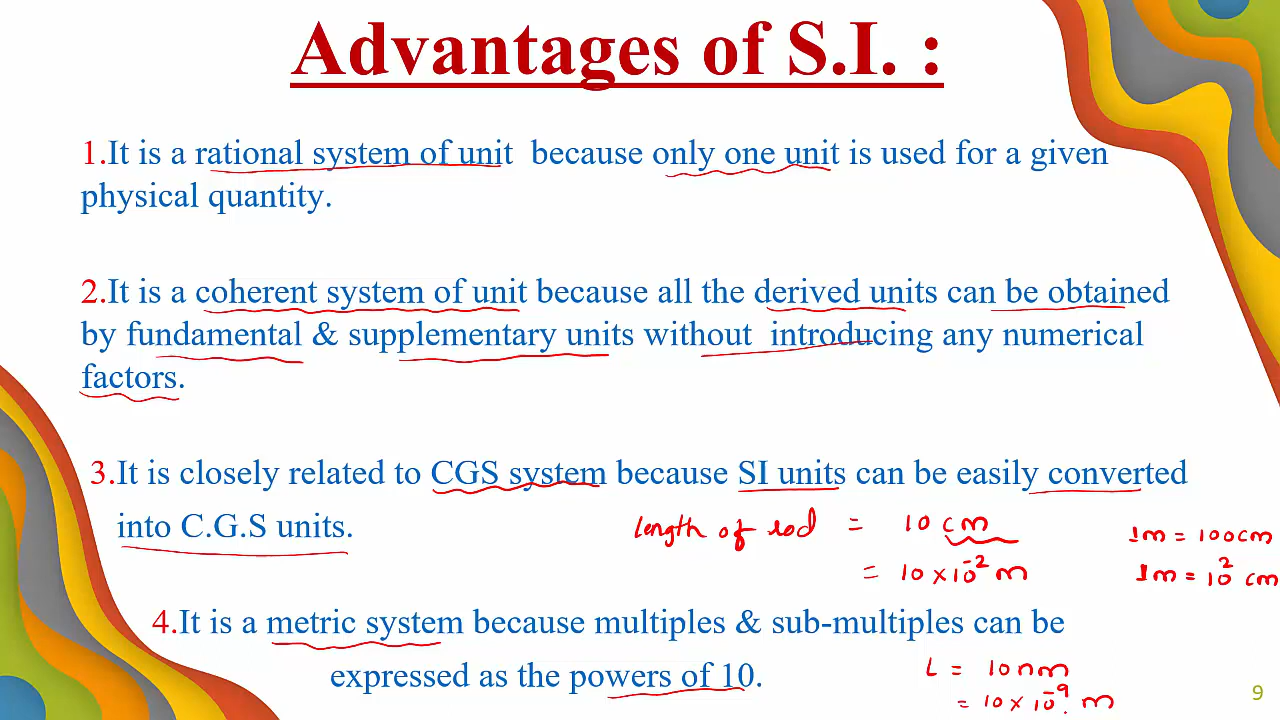 Advantages of S.I. :
1.It is a rational system of unit because only one unit is used for a given
physical quantity.
2.It is a coherent system of unit because all the derived units can be obtained
by fundamental & supplementary units without introducing any numerical
factors.
3.It is closely related to CGS system because SI units can be easily converted
into C.G.S units.
length of rod = 10 cm
1m = 100cm
= 10 × 10⁻² m
1m = 10² cm
4.It is a metric system because multiples & sub-multiples can be
expressed as the powers of 10.
L = 10nm
= 10 × 10⁻⁹ m
9